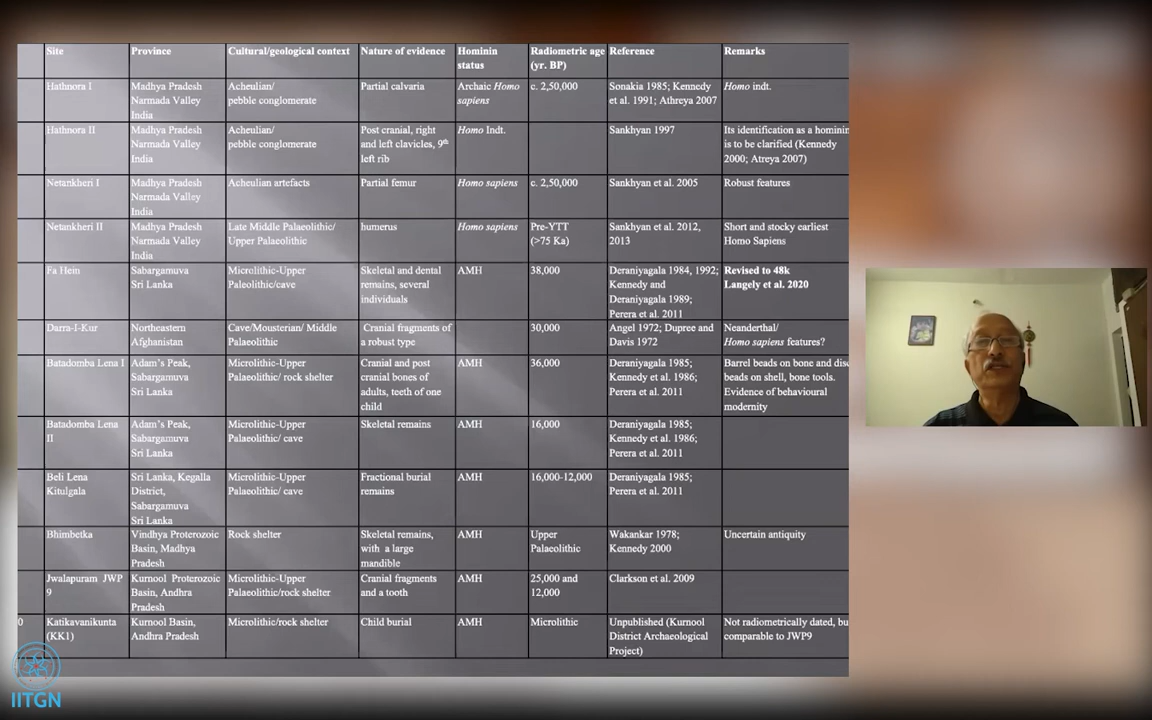 Site Province Cultural/geological context Nature of evidence Hominin Radiometric age Reference Remarks
status (yr. BP)
Hathnora I Madhya Pradesh Acheulian/ Partial calvaria Archaic Homo c. 2,50,000 Sonakia 1985; Kennedy Homo indt.
Narmada Valley pebble conglomerate sapiens et al. 1991; Athreya 2007
India
Hathnora II Madhya Pradesh Acheulian/ Post cranial, right Homo Indt. Sankhyan 1997 Its identification as a hominin
Narmada Valley pebble conglomerate and left clavicles, 9th is to be clarified (Kennedy
India left rib 2000; Atreya 2007)
Netankheri I Madhya Pradesh Acheulian artefacts Partial femur Homo sapiens c. 2,50,000 Sankhyan et al. 2005 Robust features
Narmada Valley
India
Netankheri II Madhya Pradesh Late Middle Palaeolithic/ humerus Homo sapiens Pre-YTT Sankhyan et al. 2012, Short and stocky earliest
Narmada Valley Upper Palaeolithic (>75 Ka) 2013 Homo Sapiens
India
Fa Hein Sabargamuva Microlithic-Upper Skeletal and dental AMH 38,000 Deraniyagala 1984, 1992; Revised to 48k
Sri Lanka Paleolithic/cave remains, several Kennedy and Langely et al. 2020
individuals Deraniyagala 1989;
Perera et al. 2011
Darra-I-Kur Northeastern Cave/Mousterian/ Middle Cranial fragments of 30,000 Angel 1972; Dupree and Neanderthal/
Afghanistan Palaeolithic a robust type Davis 1972 Homo sapiens features?
Batadomba Lena I Adam's Peak, Microlithic-Upper Cranial and post AMH 36,000 Deraniyagala 1985; Barrel beads on bone and disc
Sabargamuva Palaeolithic/ rock shelter cranial bones of Kennedy et al. 1986; beads on shell, bone tools.
Sri Lanka adults, teeth of one Perera et al. 2011 Evidence of behavioural
child modernity
Batadomba Lena Adam's Peak, Microlithic-Upper Skeletal remains AMH 16,000 Deraniyagala 1985;
II Sabargamuva Palaeolithic/ cave Kennedy et al. 1986;
Sri Lanka Perera et al. 2011
Beli Lena Sri Lanka, Kegalla Microlithic-Upper Fractional burial AMH 16,000-12,000 Deraniyagala 1985;
Kitulgala District, Palaeolithic/ cave remains Perera et al. 2011
Sabargamuva
Sri Lanka
Bhimbetka Vindhya Proterozoic Rock shelter Skeletal remains, AMH Upper Wakankar 1978; Uncertain antiquity
Basin, Madhya with a large Palaeolithic Kennedy 2000
Pradesh mandible
Jwalapuram JWP Kurnool Proterozoic Microlithic-Upper Cranial fragments AMH 25,000 and Clarkson et al. 2009
9 Basin, Andhra Palaeolithic/rock shelter and a tooth 12,000
Pradesh
0 Katikavanikunta Kurnool Basin, Microlithic/rock shelter Child burial AMH Microlithic Unpublished (Kurnool Not radiometrically dated, bu
(KK1) Andhra Pradesh District Archaeological comparable to JWP9
Project)
IITGN